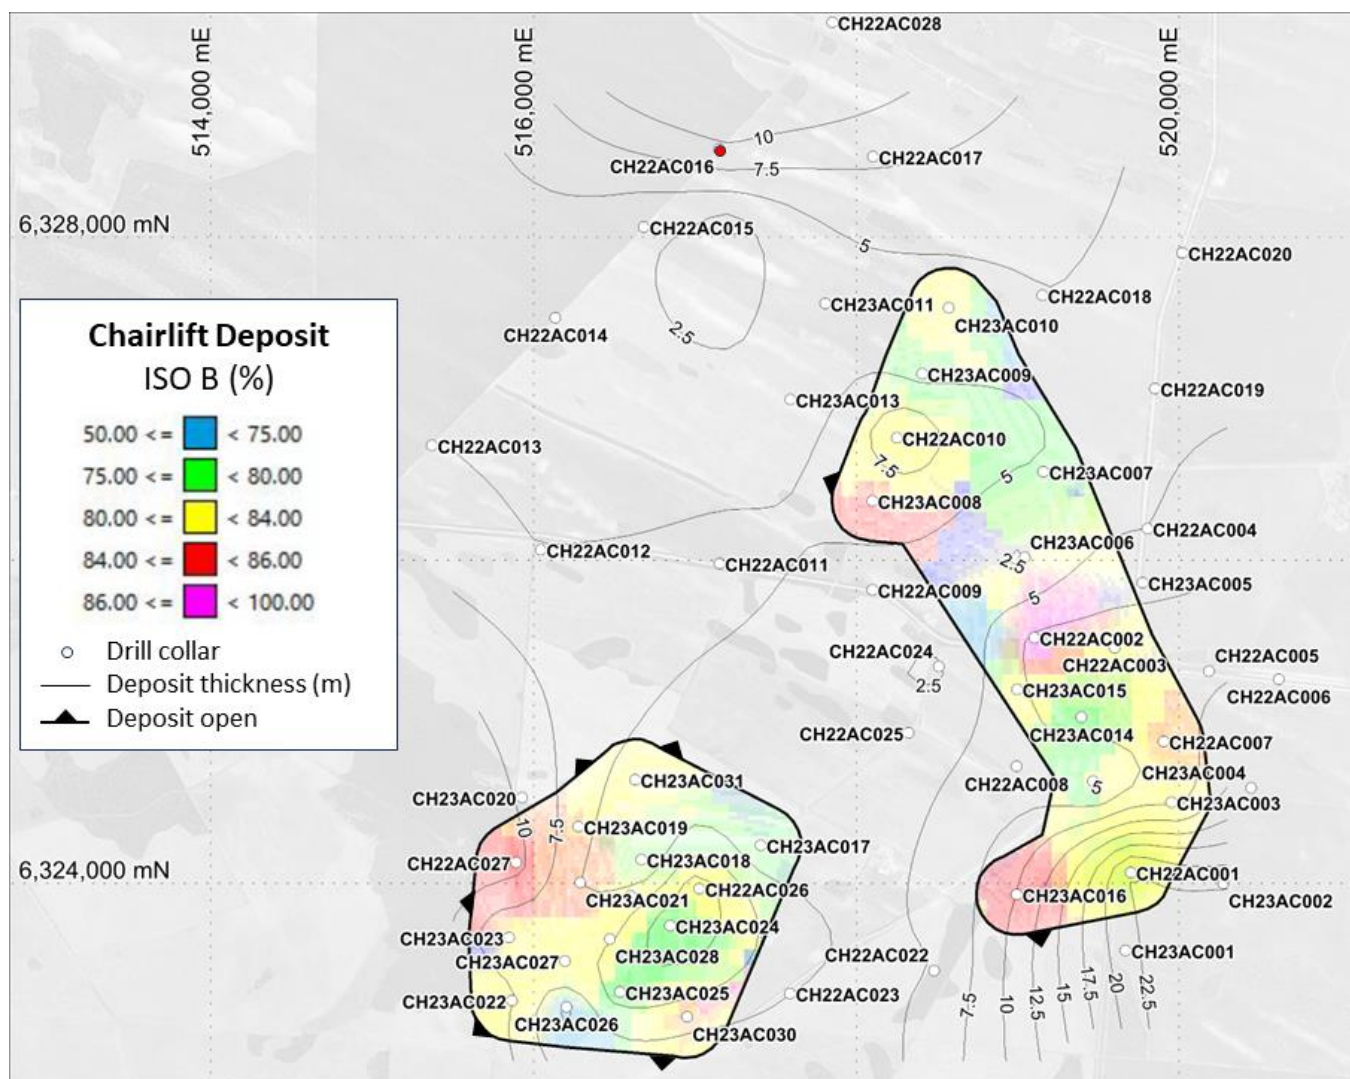 CH22AC028
514,000 mE
516,000 mE
520,000 mE
10
CH22AC016
7.5
CH22AC017
6,328,000 mN
CH22AC015
5
CH22AC020
CH22AC018
CH23AC011
CH23AC010
2.5
CH22AC014
Chairlift Deposit
ISO B (%)
50.00 <= < 75.00
75.00 <= < 80.00
80.00 <= < 84.00
84.00 <= < 86.00
86.00 <= < 100.00
Drill collar
Deposit thickness (m)
Deposit open
CH23AC009
CH22AC019
CH23AC013
CH22AC013
CH22AC010
7.5
5
CH23AC007
CH23AC008
CH22AC004
CH23AC006
CH22AC012
CH22AC011
2.5
CH23AC005
CH22AC009
5
CH22AC002
CH22AC024
CH22AC003
CH22AC005
2.5
CH23AC015
CH22AC006
CH22AC025
CH23AC014
CH22AC007
CH22AC008
CH23AC004
5
CH23AC003
CH23AC031
CH23AC020
10
7.5
CH23AC019
CH23AC017
CH22AC027
CH23AC018
6,324,000 mN
CH22AC026
CH22AC001
CH23AC021
CH23AC016
CH23AC002
CH23AC024
CH23AC023
CH23AC028
CH22AC022
CH23AC001
CH23AC027
CH23AC025
CH22AC023
CH23AC022
CH23AC026
CH23AC030
7.5
10
12.5
15
17.5
20
22.5